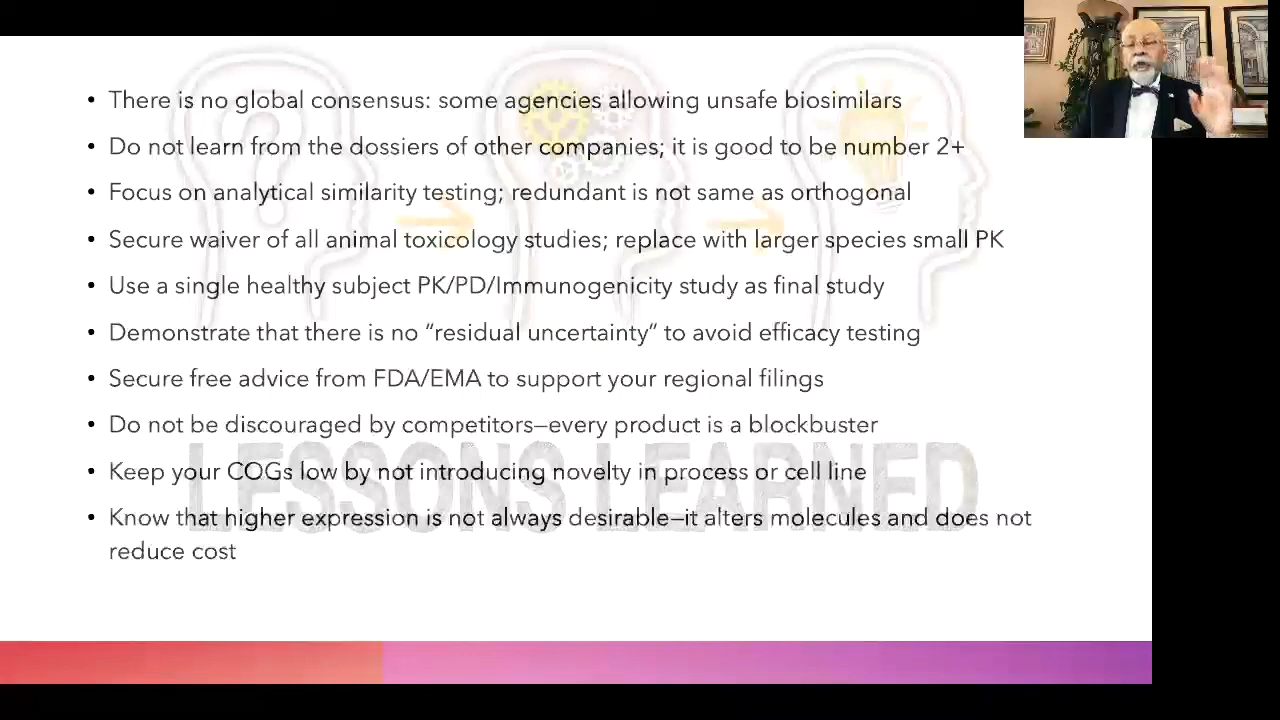 • There is no global consensus: some agencies allowing unsafe biosimilars
• Do not learn from the dossiers of other companies; it is good to be number 2+
• Focus on analytical similarity testing; redundant is not same as orthogonal
• Secure waiver of all animal toxicology studies; replace with larger species small PK
• Use a single healthy subject PK/PD/Immunogenicity study as final study
• Demonstrate that there is no “residual uncertainty” to avoid efficacy testing
• Secure free advice from FDA/EMA to support your regional filings
• Do not be discouraged by competitors—every product is a blockbuster
• Keep your COGs low by not introducing novelty in process or cell line
• Know that higher expression is not always desirable—it alters molecules and does not
reduce cost
LESSONS LEARNED